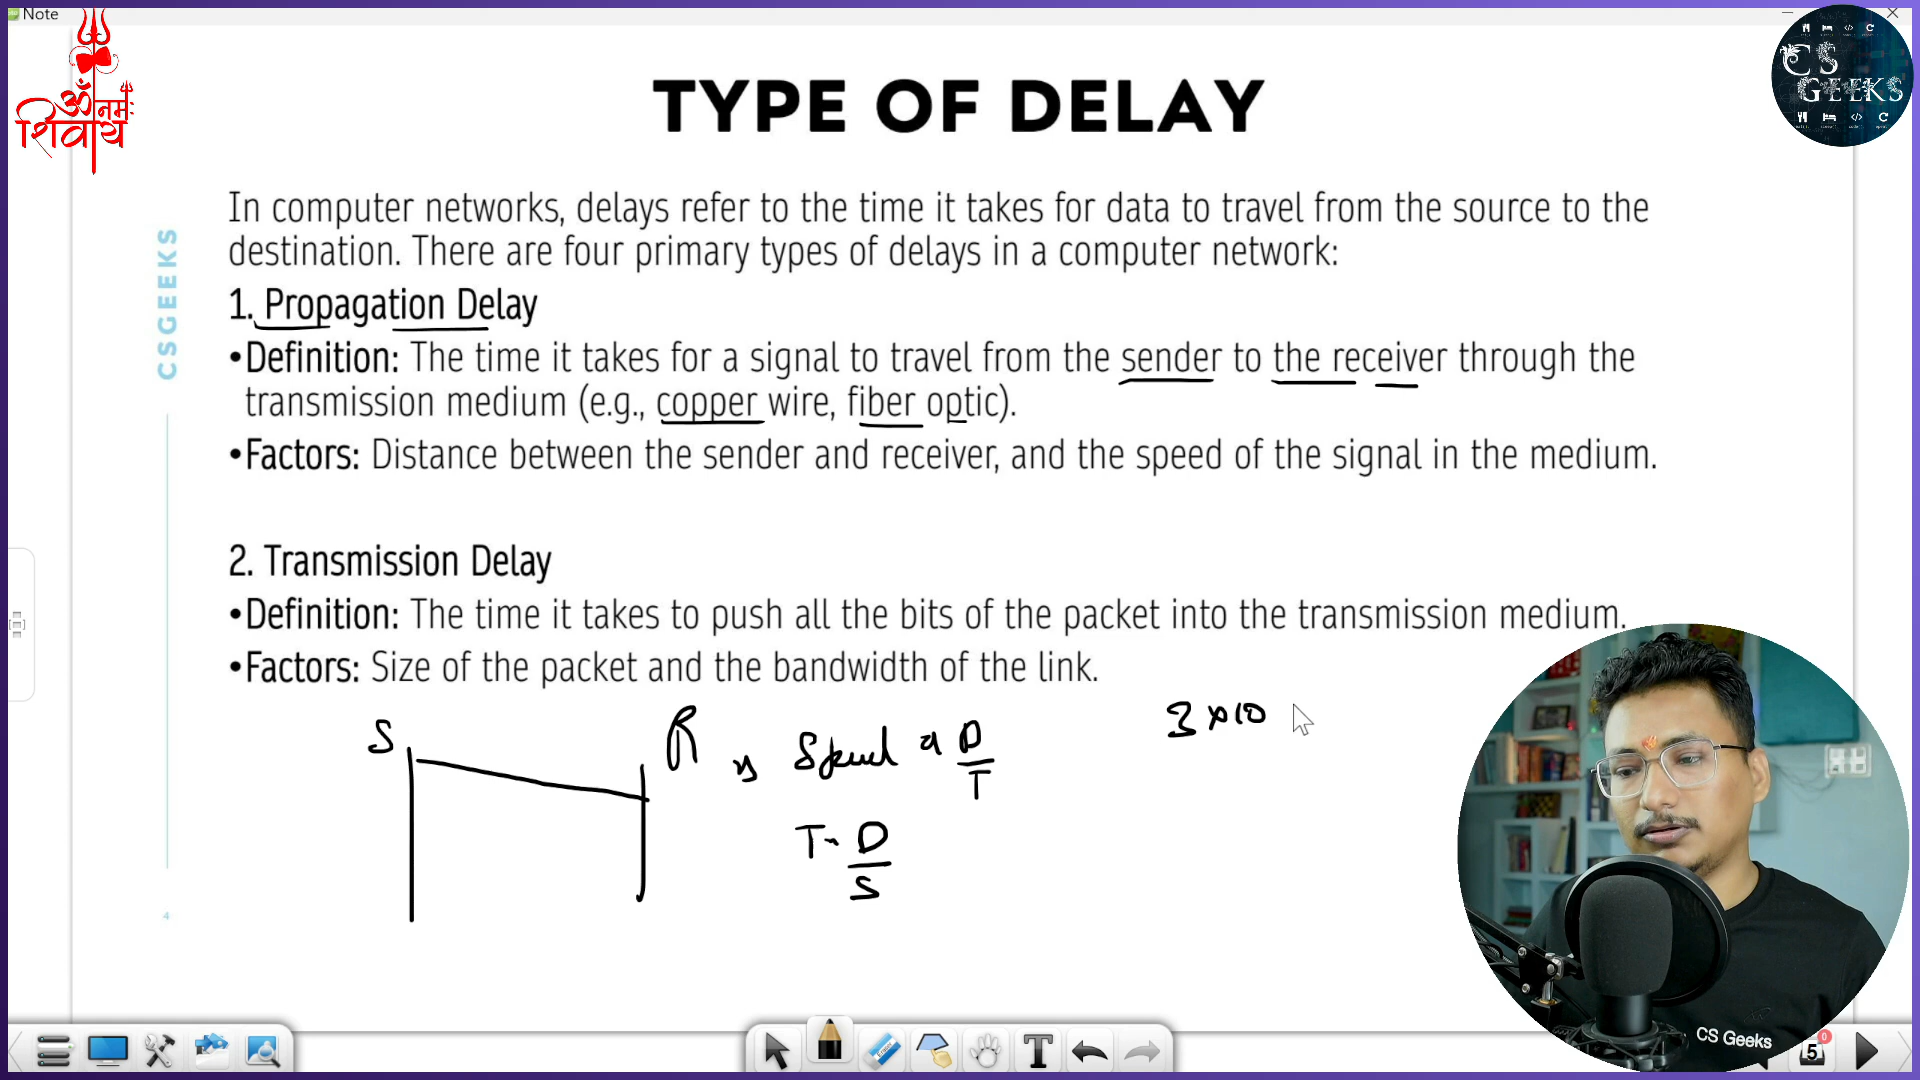 Note
ॐ नमः
शिवाय
CS
GEEKS
TYPE OF DELAY
CSGEEKS
In computer networks, delays refer to the time it takes for data to travel from the source to the
destination. There are four primary types of delays in a computer network:
1. Propagation Delay
•Definition: The time it takes for a signal to travel from the sender to the receiver through the
transmission medium (e.g., copper wire, fiber optic).
•Factors: Distance between the sender and receiver, and the speed of the signal in the medium.
2. Transmission Delay
•Definition: The time it takes to push all the bits of the packet into the transmission medium.
•Factors: Size of the packet and the bandwidth of the link.
S
R
Speed = D
T
3 × 10
T = D
S
4
CS Geeks
T
5
0